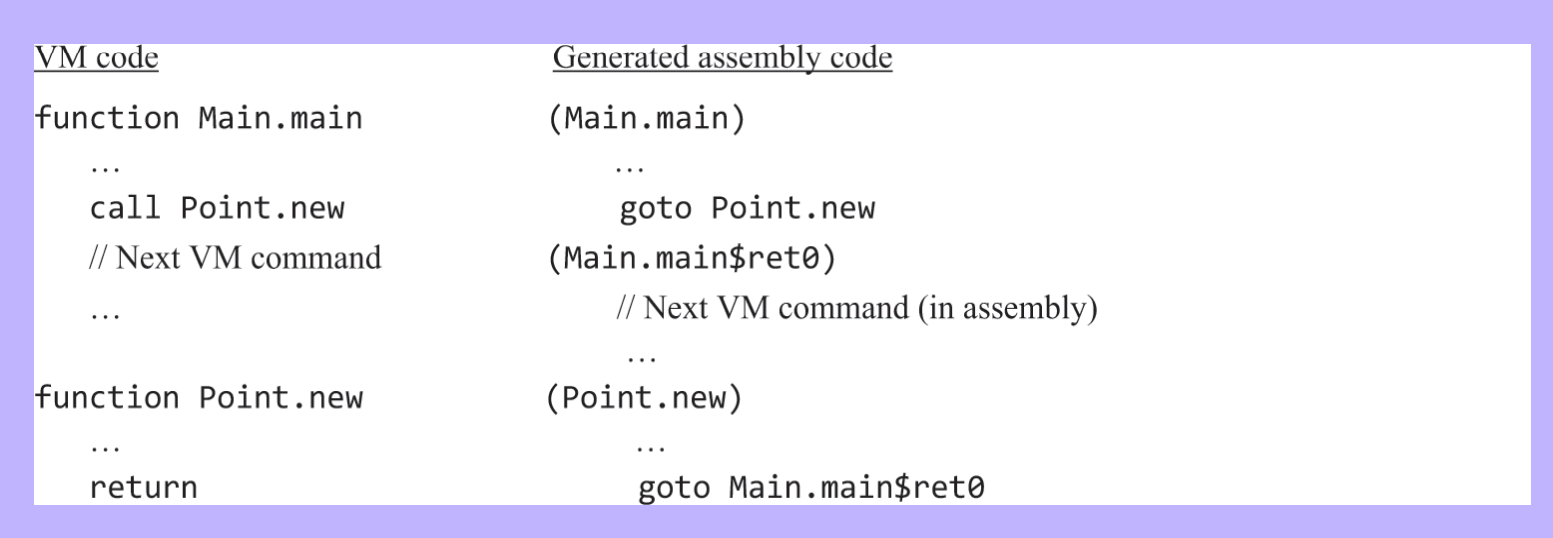 VM code Generated assembly code
function Main.main (Main.main)
... ...
call Point.new goto Point.new
// Next VM command (Main.main$ret0)
... // Next VM command (in assembly)
...
function Point.new (Point.new)
... ...
return goto Main.main$ret0